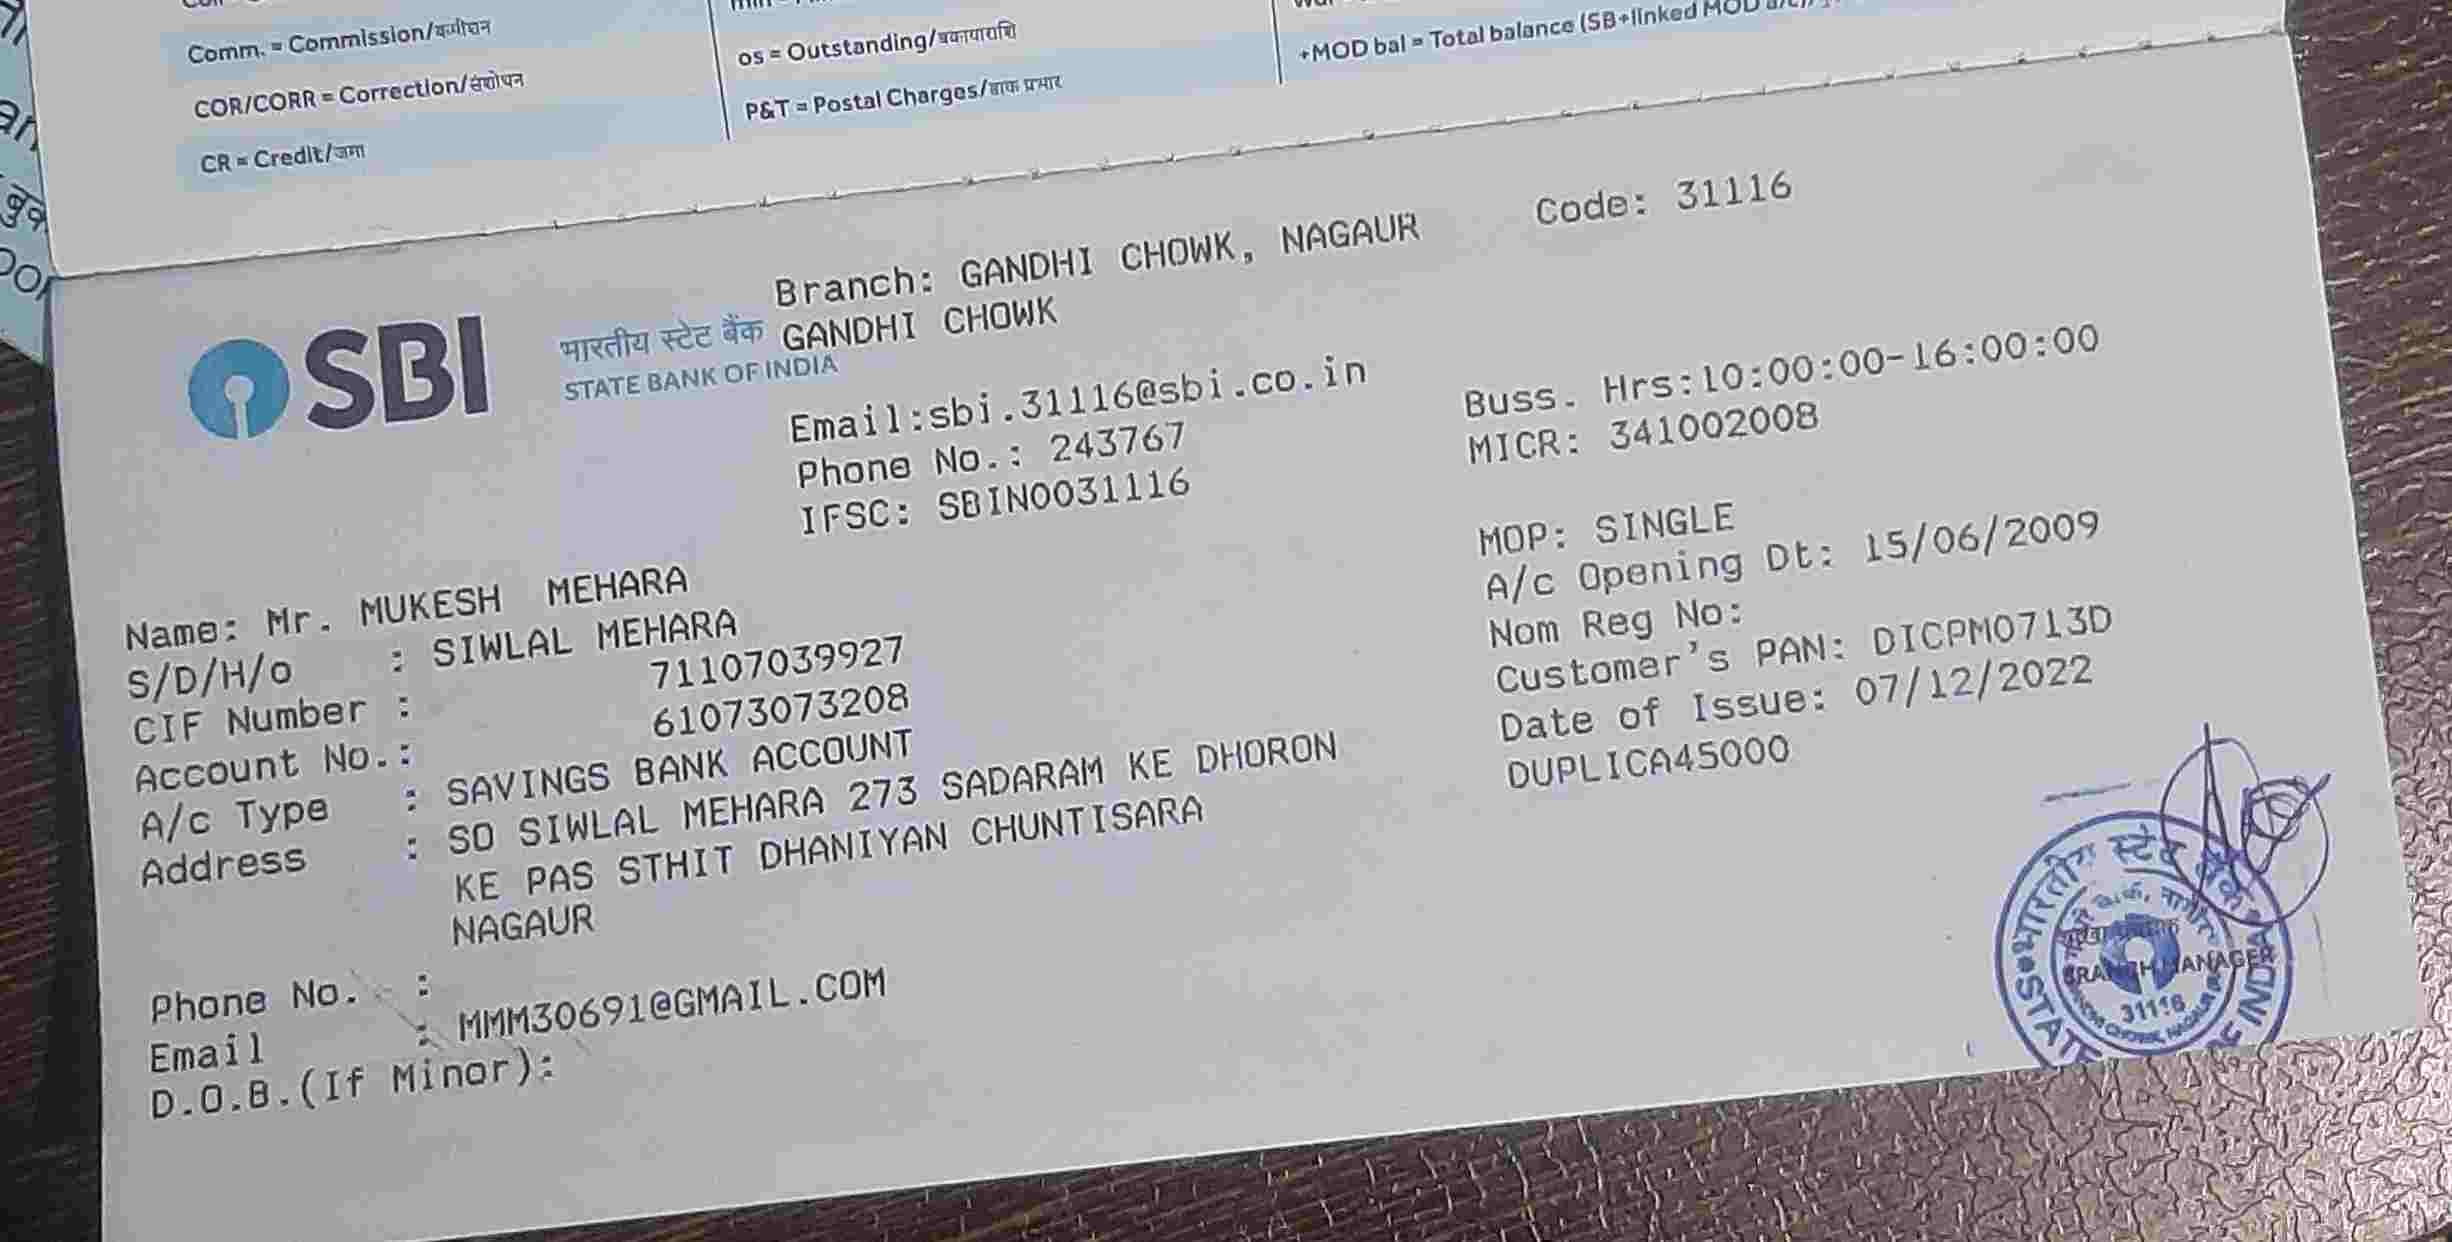 Comm. = Commission/कमीशन
COR/CORR = Correction/संशोधन
CR = Credit/जमा
os = Outstanding/बकायाराशि
P&T = Postal Charges/डाक प्रभार
+MOD bal = Total balance (SB+linked MOD a/c)
Branch: GANDHI CHOWK, NAGAUR Code: 31116
GANDHI CHOWK
SBI
भारतीय स्टेट बैंक
STATE BANK OF INDIA
Email:sbi.31116@sbi.co.in
Phone No.: 243767
IFSC: SBIN0031116
Buss. Hrs:10:00:00-16:00:00
MICR: 341002008
MOP: SINGLE
A/c Opening Dt: 15/06/2009
Nom Reg No:
Customer's PAN: DICPM0713D
Date of Issue: 07/12/2022
DUPLICA45000
Name: Mr. MUKESH MEHARA
S/D/H/o : SIWLAL MEHARA
CIF Number : 71107039927
Account No.: 61073073208
A/c Type : SAVINGS BANK ACCOUNT
Address : SO SIWLAL MEHARA 273 SADARAM KE DHORON
KE PAS STHIT DHANIYAN CHUNTISARA
NAGAUR
Phone No. :
Email : MMM30691@GMAIL.COM
D.O.B.(If Minor):
भारतीय स्टेट बैंक
BRANCH MANAGER
31116
STATE
INDIA